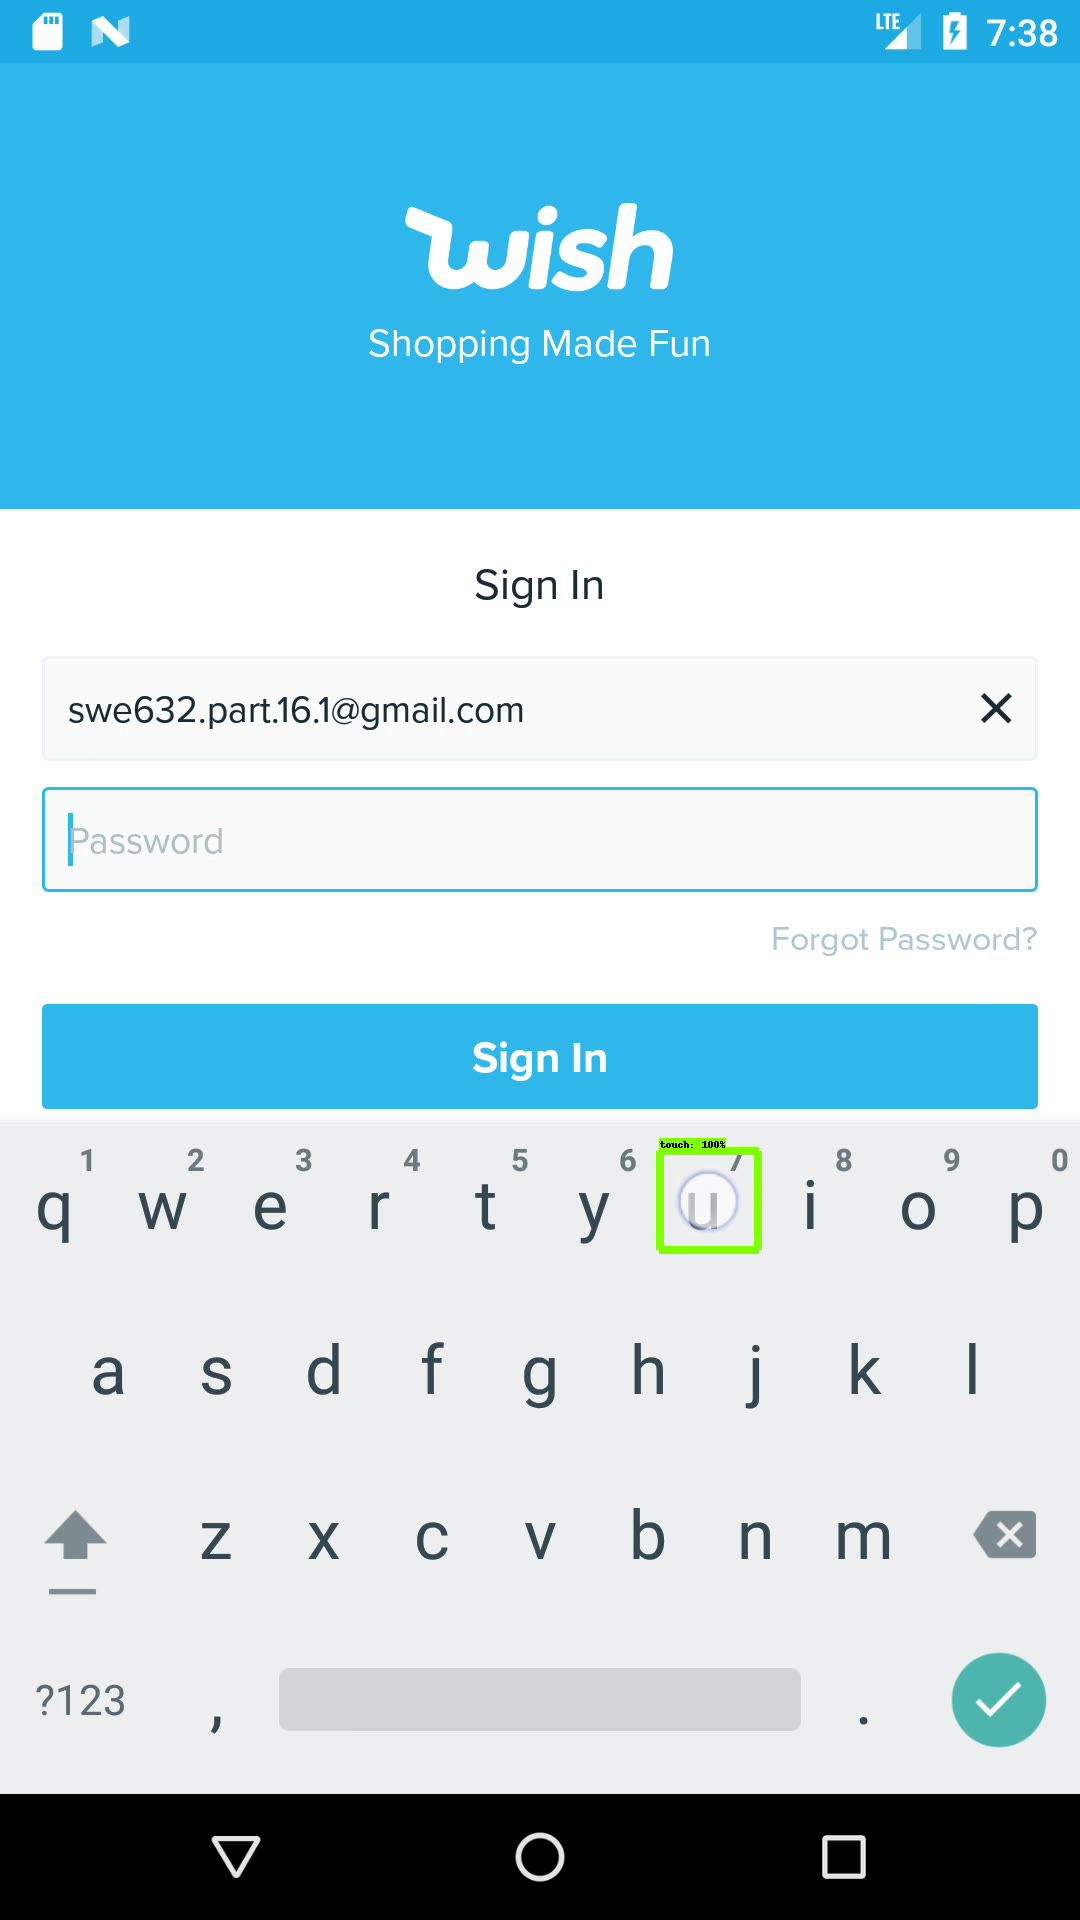 LTE 7:38
wish
Shopping Made Fun
Sign In
swe632.part.16.1@gmail.com
Password
Forgot Password?
Sign In
touch: 100%
1 2 3 4 5 6 7 8 9 0
q w e r t y u i o p
a s d f g h j k l
z x c v b n m
?123 , .